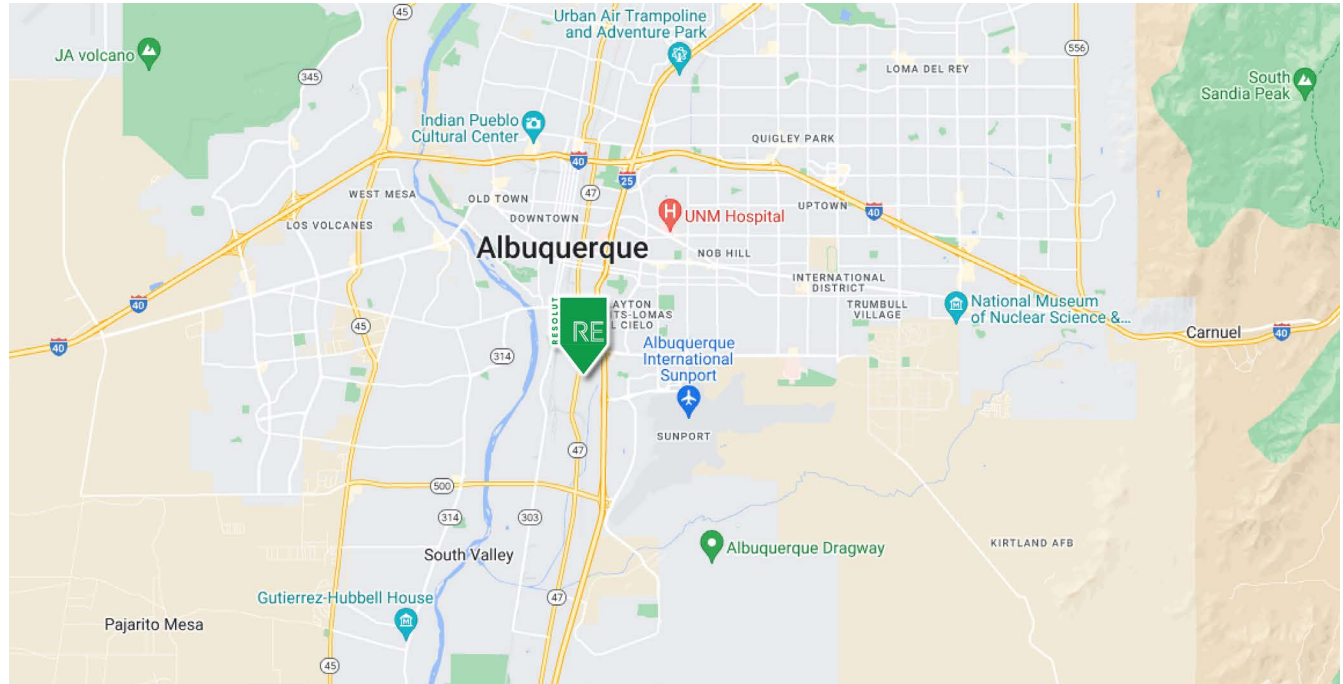 45
Urban Air Trampoline
and Adventure Park
556
JA volcano
345
LOMA DEL REY
South
Sandia Peak
Indian Pueblo
Cultural Center
QUIGLEY PARK
40
25
47
WEST MESA
OLD TOWN
DOWNTOWN
UNM Hospital
UPTOWN
40
LOS VOLCANES
Albuquerque
NOB HILL
INTERNATIONAL
DISTRICT
TRUMBULL
VILLAGE
National Museum
of Nuclear Science &...
40
45
RESOLUT
RE
AYTON
TS-LOMAS
L CIELO
Carnuel
40
40
314
Albuquerque
International
Sunport
SUNPORT
47
500
314
303
South Valley
Albuquerque Dragway
KIRTLAND AFB
Gutierrez-Hubbell House
47
Pajarito Mesa
45